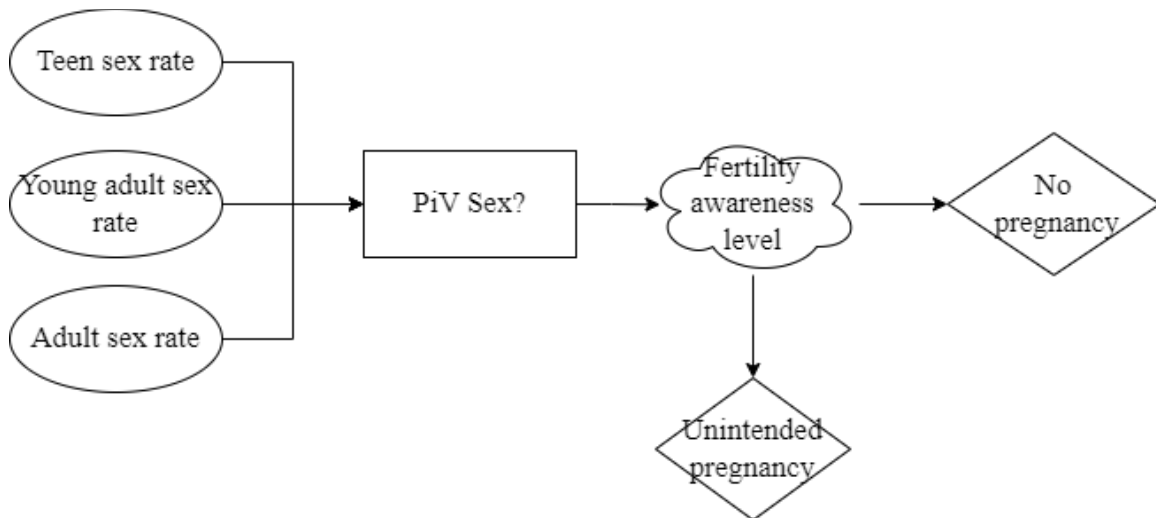 Teen sex rate
Young adult sex
rate
Adult sex rate
PiV Sex?
Fertility
awareness
level
No
pregnancy
Unintended
pregnancy